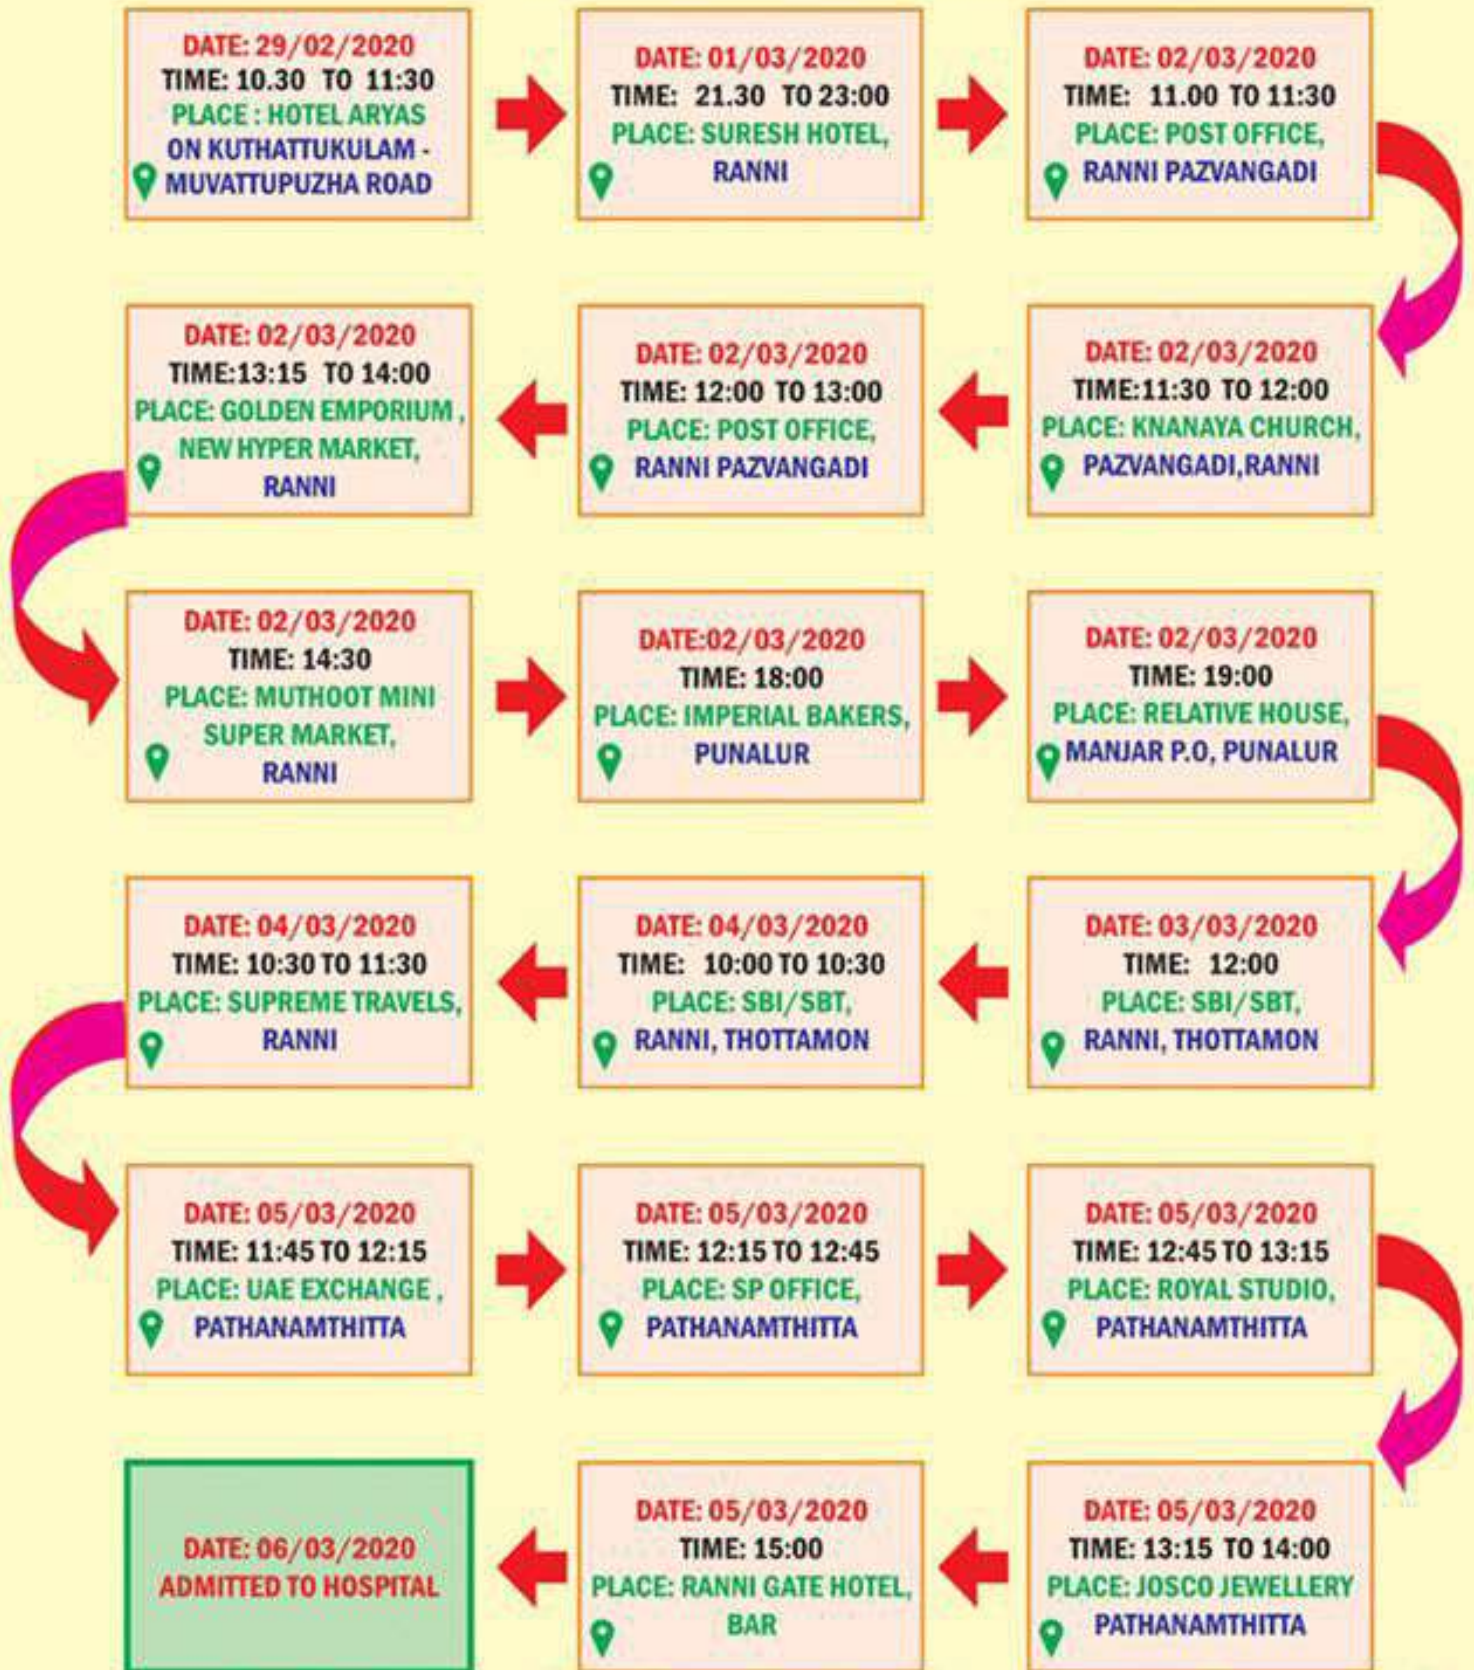 DATE: 29/02/2020
TIME: 10.30 TO 11:30
PLACE : HOTEL ARYAS
ON KUTHATTUKULAM -
MUVATTUPUZHA ROAD
DATE: 01/03/2020
TIME: 21.30 TO 23:00
PLACE: SURESH HOTEL,
RANNI
DATE: 02/03/2020
TIME: 11.00 TO 11:30
PLACE: POST OFFICE,
RANNI PAZVANGADI
DATE: 02/03/2020
TIME:11:30 TO 12:00
PLACE: KNANAYA CHURCH,
PAZVANGADI,RANNI
DATE: 02/03/2020
TIME: 12:00 TO 13:00
PLACE: POST OFFICE,
RANNI PAZVANGADI
DATE: 02/03/2020
TIME:13:15 TO 14:00
PLACE: GOLDEN EMPORIUM ,
NEW HYPER MARKET,
RANNI
DATE: 02/03/2020
TIME: 14:30
PLACE: MUTHOOT MINI
SUPER MARKET,
RANNI
DATE:02/03/2020
TIME: 18:00
PLACE: IMPERIAL BAKERS,
PUNALUR
DATE: 02/03/2020
TIME: 19:00
PLACE: RELATIVE HOUSE,
MANJAR P.O, PUNALUR
DATE: 03/03/2020
TIME: 12:00
PLACE: SBI/SBT,
RANNI, THOTTAMON
DATE: 04/03/2020
TIME: 10:00 TO 10:30
PLACE: SBI/SBT,
RANNI, THOTTAMON
DATE: 04/03/2020
TIME: 10:30 TO 11:30
PLACE: SUPREME TRAVELS,
RANNI
DATE: 05/03/2020
TIME: 11:45 TO 12:15
PLACE: UAE EXCHANGE ,
PATHANAMTHITTA
DATE: 05/03/2020
TIME: 12:15 TO 12:45
PLACE: SP OFFICE,
PATHANAMTHITTA
DATE: 05/03/2020
TIME: 12:45 TO 13:15
PLACE: ROYAL STUDIO,
PATHANAMTHITTA
DATE: 05/03/2020
TIME: 13:15 TO 14:00
PLACE: JOSCO JEWELLERY
PATHANAMTHITTA
DATE: 05/03/2020
TIME: 15:00
PLACE: RANNI GATE HOTEL,
BAR
DATE: 06/03/2020
ADMITTED TO HOSPITAL